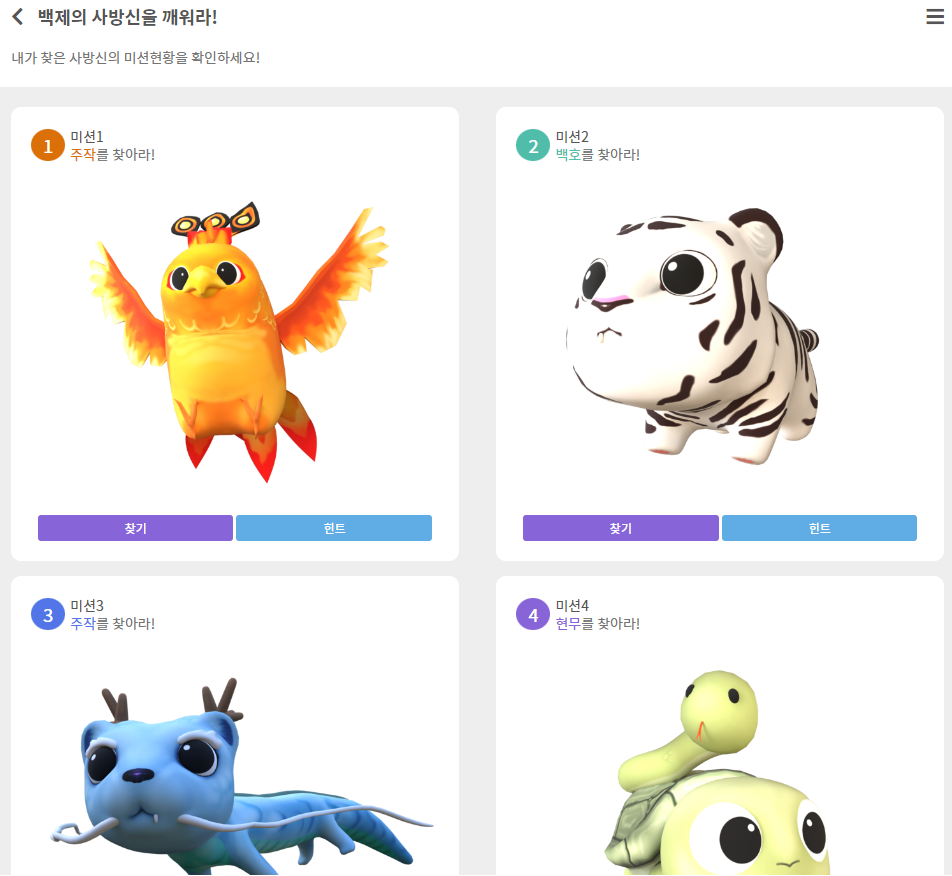 백제의 사방신을 깨워라!
내가 찾은 사방신의 미션현황을 확인하세요!
1
미션1
주작를 찾아라!
찾기
힌트
2
미션2
백호를 찾아라!
찾기
힌트
3
미션3
주작를 찾아라!
4
미션4
현무를 찾아라!